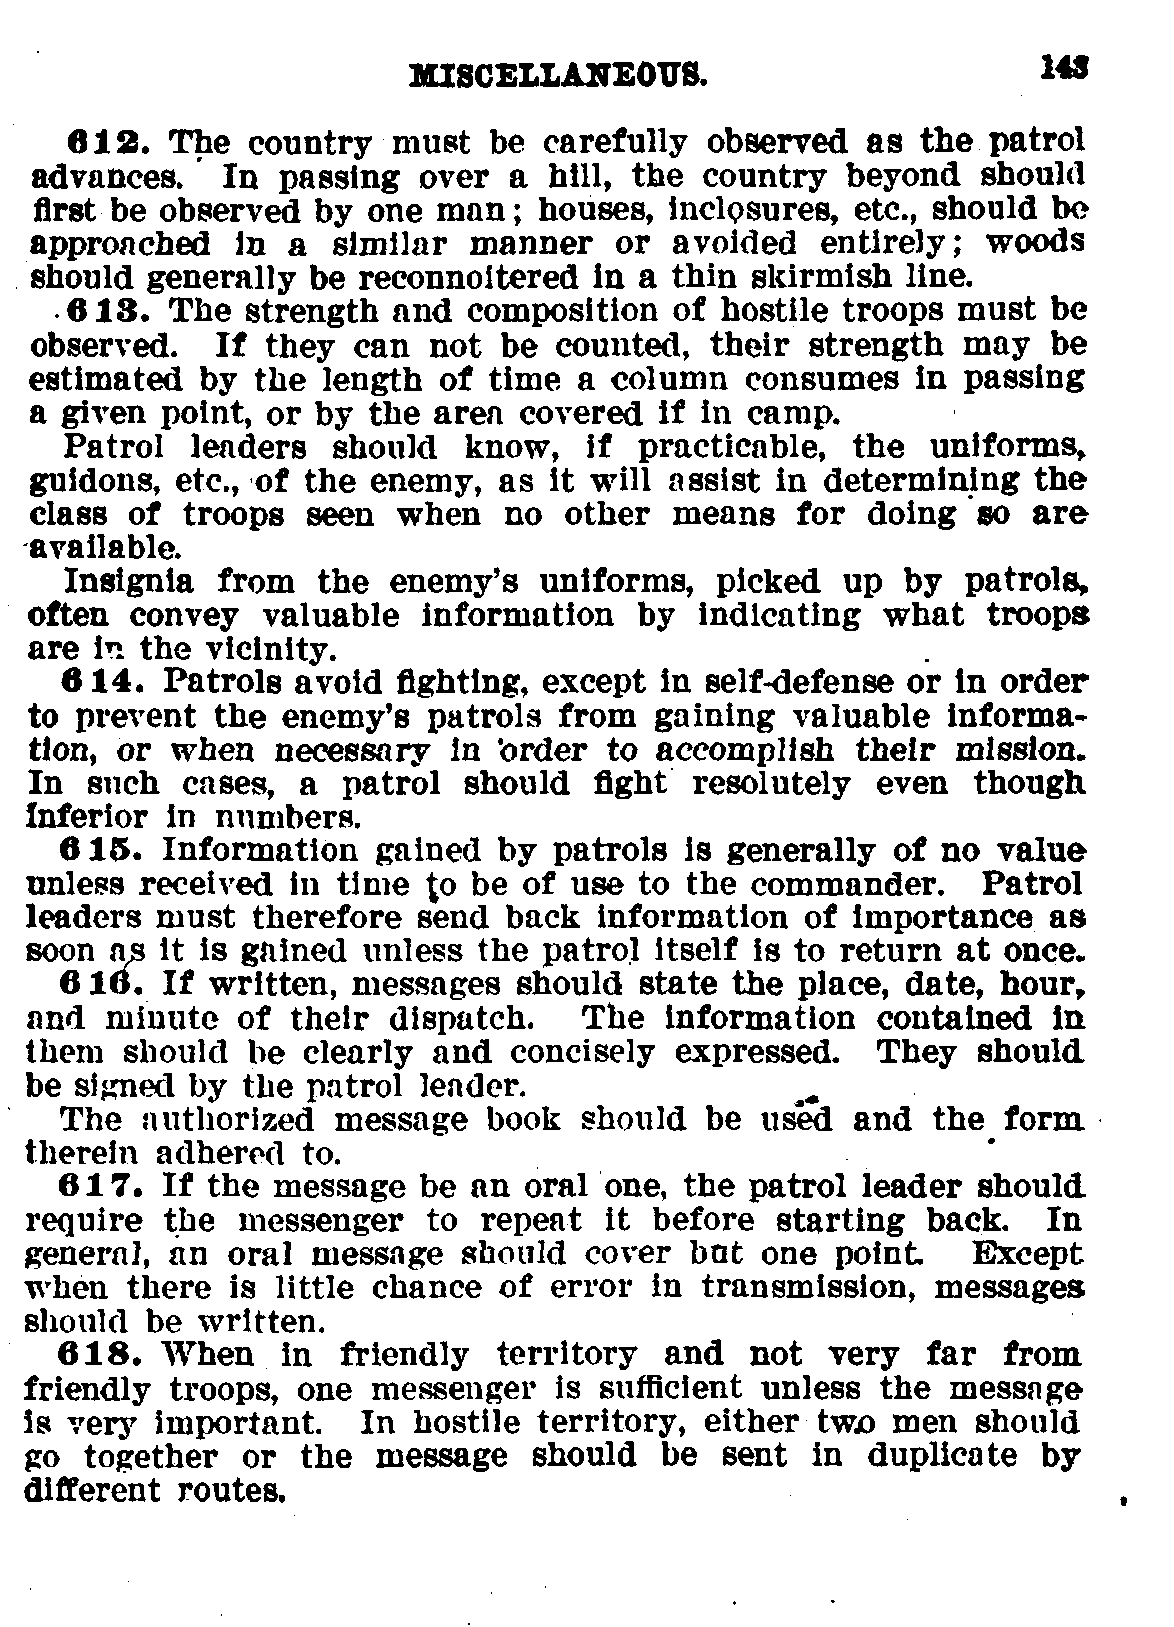 MISCELLANEOUS. 143
612. The country must be carefully observed as the patrol
advances. In passing over a hill, the country beyond should
first be observed by one man; houses, inclosures, etc., should be
approached in a similar manner or avoided entirely; woods
should generally be reconnoitered in a thin skirmish line.
613. The strength and composition of hostile troops must be
observed. If they can not be counted, their strength may be
estimated by the length of time a column consumes in passing
a given point, or by the area covered if in camp.
Patrol leaders should know, if practicable, the uniforms,
guidons, etc., of the enemy, as it will assist in determining the
class of troops seen when no other means for doing so are
available.
Insignia from the enemy's uniforms, picked up by patrols,
often convey valuable information by indicating what troops
are in the vicinity.
614. Patrols avoid fighting, except in self-defense or in order
to prevent the enemy's patrols from gaining valuable informa-
tion, or when necessary in order to accomplish their mission.
In such cases, a patrol should fight resolutely even though
inferior in numbers.
615. Information gained by patrols is generally of no value
unless received in time to be of use to the commander. Patrol
leaders must therefore send back information of importance as
soon as it is gained unless the patrol itself is to return at once.
616. If written, messages should state the place, date, hour,
and minute of their dispatch. The information contained in
them should be clearly and concisely expressed. They should
be signed by the patrol leader.
The authorized message book should be used and the form
therein adhered to.
617. If the message be an oral one, the patrol leader should
require the messenger to repeat it before starting back. In
general, an oral message should cover but one point. Except
when there is little chance of error in transmission, messages
should be written.
618. When in friendly territory and not very far from
friendly troops, one messenger is sufficient unless the message
is very important. In hostile territory, either two men should
go together or the message should be sent in duplicate by
different routes.